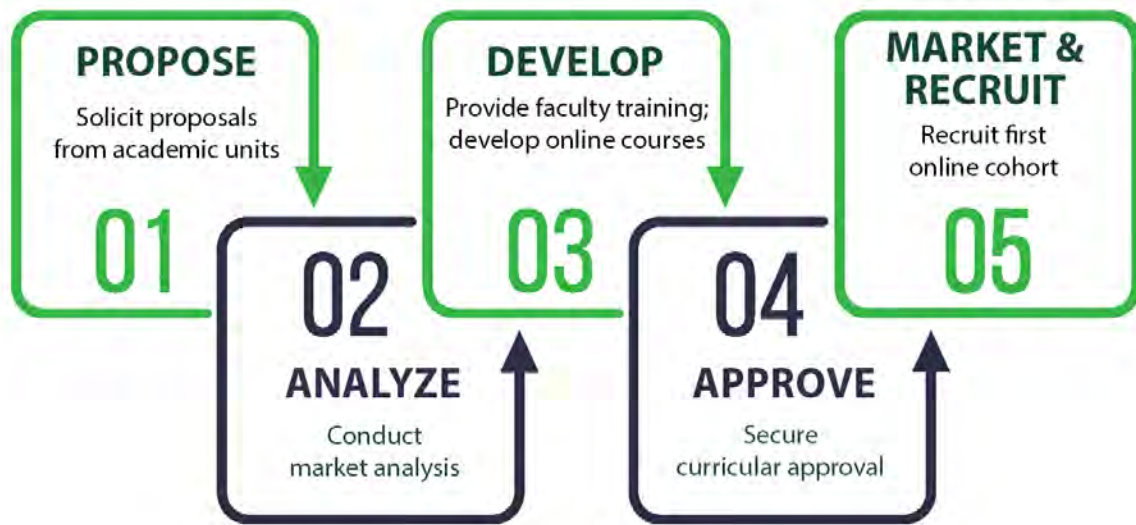 PROPOSE
Solicit proposals
from academic units
01
02
ANALYZE
Conduct
market analysis
DEVELOP
Provide faculty training;
develop online courses
03
04
APPROVE
Secure
curricular approval
MARKET &
RECRUIT
Recruit first
online cohort
05